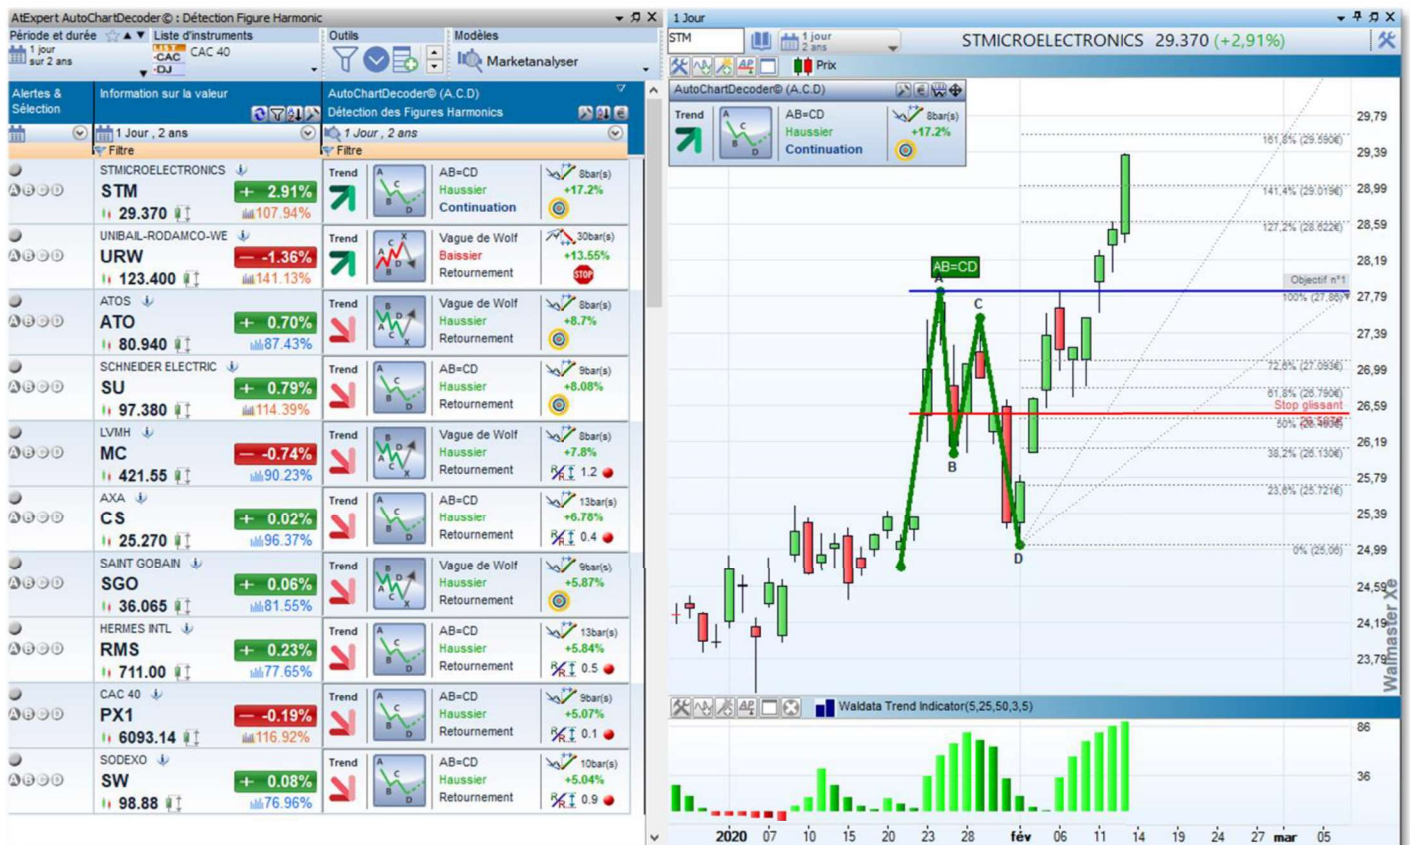 AtExpert AutoChartDecoder© : Détection Figure Harmonic
Période et durée
Liste d'instruments
Outils
Modèles
1 jour
sur 2 ans
LIST
-CAC
-DJ
CAC 40
Marketanalyser
Alertes &
Sélection
Information sur la valeur
AutoChartDecoder© (A.C.D)
Détection des Figures Harmonics
1 Jour , 2 ans
1 Jour , 2 ans
Filtre
Filtre
STMICROELECTRONICS
STM
+ 2.91%
29.370
107.94%
Trend
AB=CD
Haussier
Continuation
8bar(s)
+17.2%
UNIBAIL-RODAMCO-WE
URW
-1.36%
123.400
141.13%
Trend
Vague de Wolf
Baissier
Retournement
30bar(s)
+13.55%
STOP
ATOS
ATO
+ 0.70%
80.940
87.43%
Trend
Vague de Wolf
Haussier
Retournement
8bar(s)
+8.7%
SCHNEIDER ELECTRIC
SU
+ 0.79%
97.380
114.39%
Trend
AB=CD
Haussier
Retournement
9bar(s)
+8.08%
LVMH
MC
-0.74%
421.55
90.23%
Trend
Vague de Wolf
Haussier
Retournement
8bar(s)
+7.8%
R/R 1.2
AXA
CS
+ 0.02%
25.270
96.37%
Trend
AB=CD
Haussier
Retournement
13bar(s)
+6.78%
R/R 0.4
SAINT GOBAIN
SGO
+ 0.06%
36.065
81.55%
Trend
Vague de Wolf
Haussier
Retournement
9bar(s)
+5.87%
HERMES INTL
RMS
+ 0.23%
711.00
77.65%
Trend
AB=CD
Haussier
Retournement
13bar(s)
+5.84%
R/R 0.5
CAC 40
PX1
-0.19%
6093.14
116.92%
Trend
AB=CD
Haussier
Retournement
9bar(s)
+5.07%
R/R 0.1
SODEXO
SW
+ 0.08%
98.88
76.96%
Trend
AB=CD
Haussier
Retournement
10bar(s)
+5.04%
R/R 0.9
1 Jour
STM
1 jour
2 ans
STMICROELECTRONICS 29.370 (+2,91%)
Prix
AutoChartDecoder© (A.C.D)
Trend
AB=CD
Haussier
Continuation
8bar(s)
+17.2%
AB=CD
A
B
C
D
161,8% (29.590€)
141,4% (29.019€)
127,2% (28.622€)
Objectif n°1
100% (27,86)
72,6% (27.093€)
61,8% (26.790€)
Stop glissant
38,2% (26.130€)
23,6% (25.721€)
0% (25,06)
29,79
29,39
28,99
28,59
28,19
27,79
27,39
26,99
26,59
26,19
25,79
25,39
24,99
24,59
24,19
23,79
Walmaster Xe
Waldata Trend Indicator(5,25,50,3,5)
86
36
2020 07 10 15 20 23 28 fév 06 11 14 19 24 27 mar 05